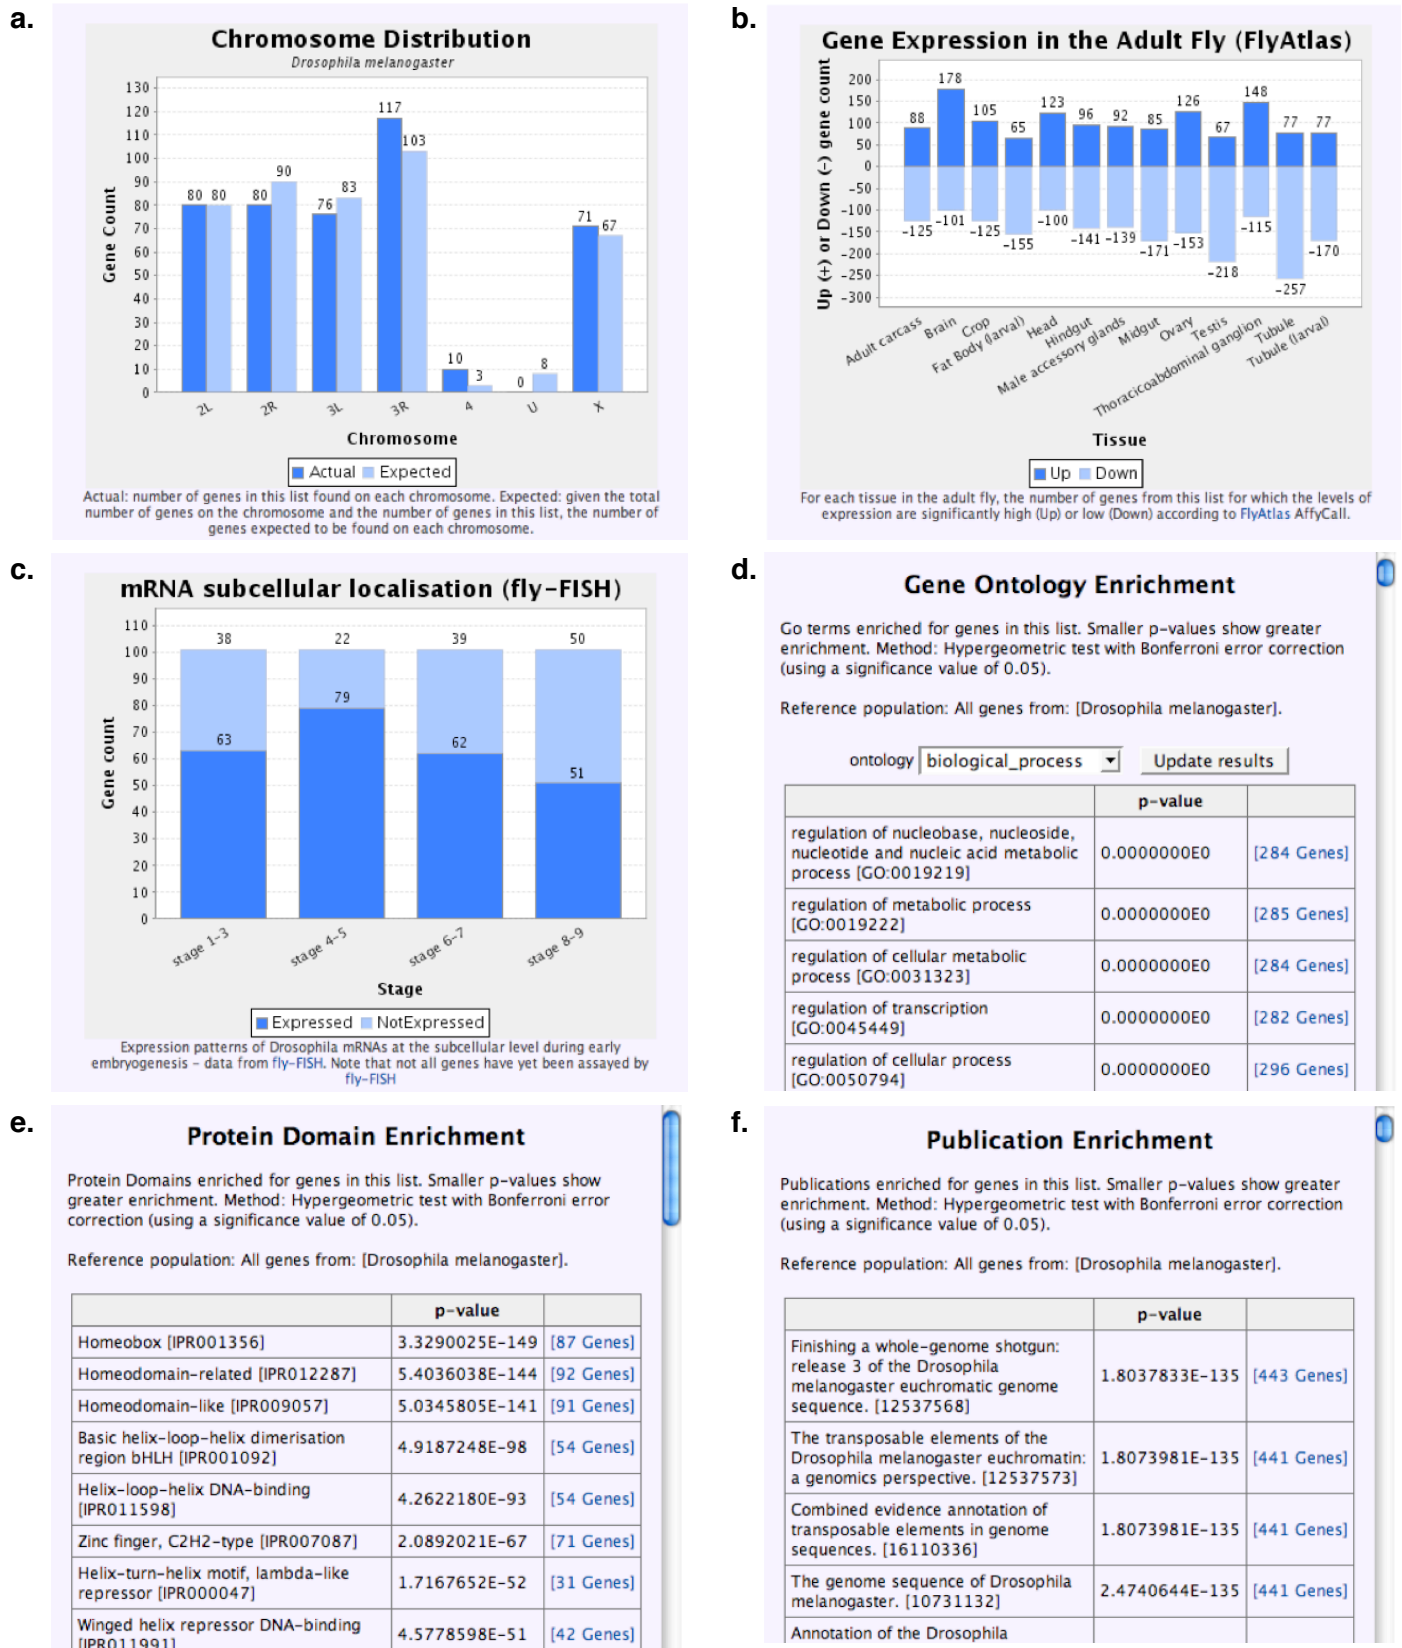 a.
Chromosome Distribution
Drosophila melanogaster
Gene Count
130
120
110
100
90
80
70
60
50
40
30
20
10
0
80 80
80 90
76 83
117 103
10 3
0 8
71 67
2L 2R 3L 3R 4 U X
Chromosome
Actual Expected
Actual: number of genes in this list found on each chromosome. Expected: given the total
number of genes on the chromosome and the number of genes in this list, the number of
genes expected to be found on each chromosome.
b.
Gene Expression in the Adult Fly (FlyAtlas)
Up (+) or Down (-) gene count
200
150
100
50
0
-50
-100
-150
-200
-250
-300
88 178 105 65 123 96 92 85 126 67 148 77 77
-125 -101 -125 -155 -100 -141 -139 -171 -153 -218 -115 -257 -170
Adult carcass
Brain
Crop
Fat Body (larval)
Head
Hindgut
Male accessory glands
Midgut
Ovary
Testis
Thoracicoabdominal ganglion
Tubule
Tubule (larval)
Tissue
Up Down
For each tissue in the adult fly, the number of genes from this list for which the levels of
expression are significantly high (Up) or low (Down) according to FlyAtlas AffyCall.
c.
mRNA subcellular localisation (fly-FISH)
Gene count
110
100
90
80
70
60
50
40
30
20
10
0
38 22 39 50
63 79 62 51
stage 1-3 stage 4-5 stage 6-7 stage 8-9
Stage
Expressed NotExpressed
Expression patterns of Drosophila mRNAs at the subcellular level during early
embryogenesis - data from fly-FISH. Note that not all genes have yet been assayed by
fly-FISH
d.
Gene Ontology Enrichment
Go terms enriched for genes in this list. Smaller p-values show greater
enrichment. Method: Hypergeometric test with Bonferroni error correction
(using a significance value of 0.05).
Reference population: All genes from: [Drosophila melanogaster].
ontology biological_process Update results
p-value
regulation of nucleobase, nucleoside,
nucleotide and nucleic acid metabolic
process [GO:0019219] 0.0000000E0 [284 Genes]
regulation of metabolic process
[GO:0019222] 0.0000000E0 [285 Genes]
regulation of cellular metabolic
process [GO:0031323] 0.0000000E0 [284 Genes]
regulation of transcription
[GO:0045449] 0.0000000E0 [282 Genes]
regulation of cellular process
[GO:0050794] 0.0000000E0 [296 Genes]
e.
Protein Domain Enrichment
Protein Domains enriched for genes in this list. Smaller p-values show
greater enrichment. Method: Hypergeometric test with Bonferroni error
correction (using a significance value of 0.05).
Reference population: All genes from: [Drosophila melanogaster].
p-value
Homeobox [IPR001356] 3.3290025E-149 [87 Genes]
Homeodomain-related [IPR012287] 5.4036038E-144 [92 Genes]
Homeodomain-like [IPR009057] 5.0345805E-141 [91 Genes]
Basic helix-loop-helix dimerisation
region bHLH [IPR001092] 4.9187248E-98 [54 Genes]
Helix-loop-helix DNA-binding
[IPR011598] 4.2622180E-93 [54 Genes]
Zinc finger, C2H2-type [IPR007087] 2.0892021E-67 [71 Genes]
Helix-turn-helix motif, lambda-like
repressor [IPR000047] 1.7167652E-52 [31 Genes]
Winged helix repressor DNA-binding
[IPR011991] 4.5778598E-51 [42 Genes]
f.
Publication Enrichment
Publications enriched for genes in this list. Smaller p-values show greater
enrichment. Method: Hypergeometric test with Bonferroni error correction
(using a significance value of 0.05).
Reference population: All genes from: [Drosophila melanogaster].
p-value
Finishing a whole-genome shotgun:
release 3 of the Drosophila
melanogaster euchromatic genome
sequence. [12537568] 1.8037833E-135 [443 Genes]
The transposable elements of the
Drosophila melanogaster euchromatin:
a genomics perspective. [12537573] 1.8073981E-135 [441 Genes]
Combined evidence annotation of
transposable elements in genome
sequences. [16110336] 1.8073981E-135 [441 Genes]
The genome sequence of Drosophila
melanogaster. [10731132] 2.4740644E-135 [441 Genes]
Annotation of the Drosophila